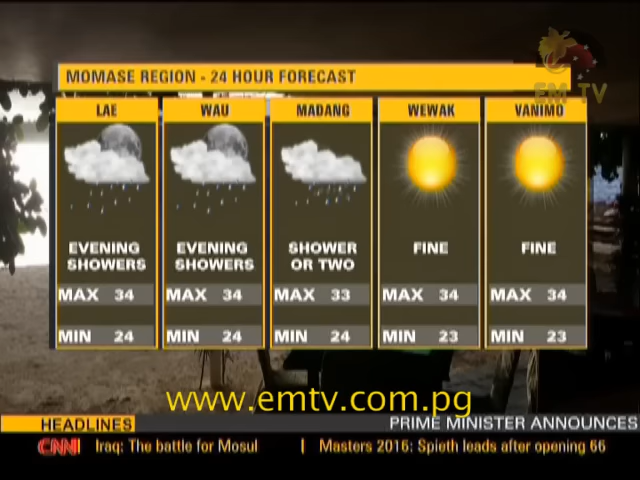 MOMASE REGION - 24 HOUR FORECAST
EM TV
LAE
EVENING
SHOWERS
MAX 34
MIN 24
WAU
EVENING
SHOWERS
MAX 34
MIN 24
MADANG
SHOWER
OR TWO
MAX 33
MIN 24
WEWAK
FINE
MAX 34
MIN 23
VANIMO
FINE
MAX 34
MIN 23
www.emtv.com.pg
HEADLINES
PRIME MINISTER ANNOUNCES
CNN Iraq: The battle for Mosul | Masters 2016: Spieth leads after opening 66